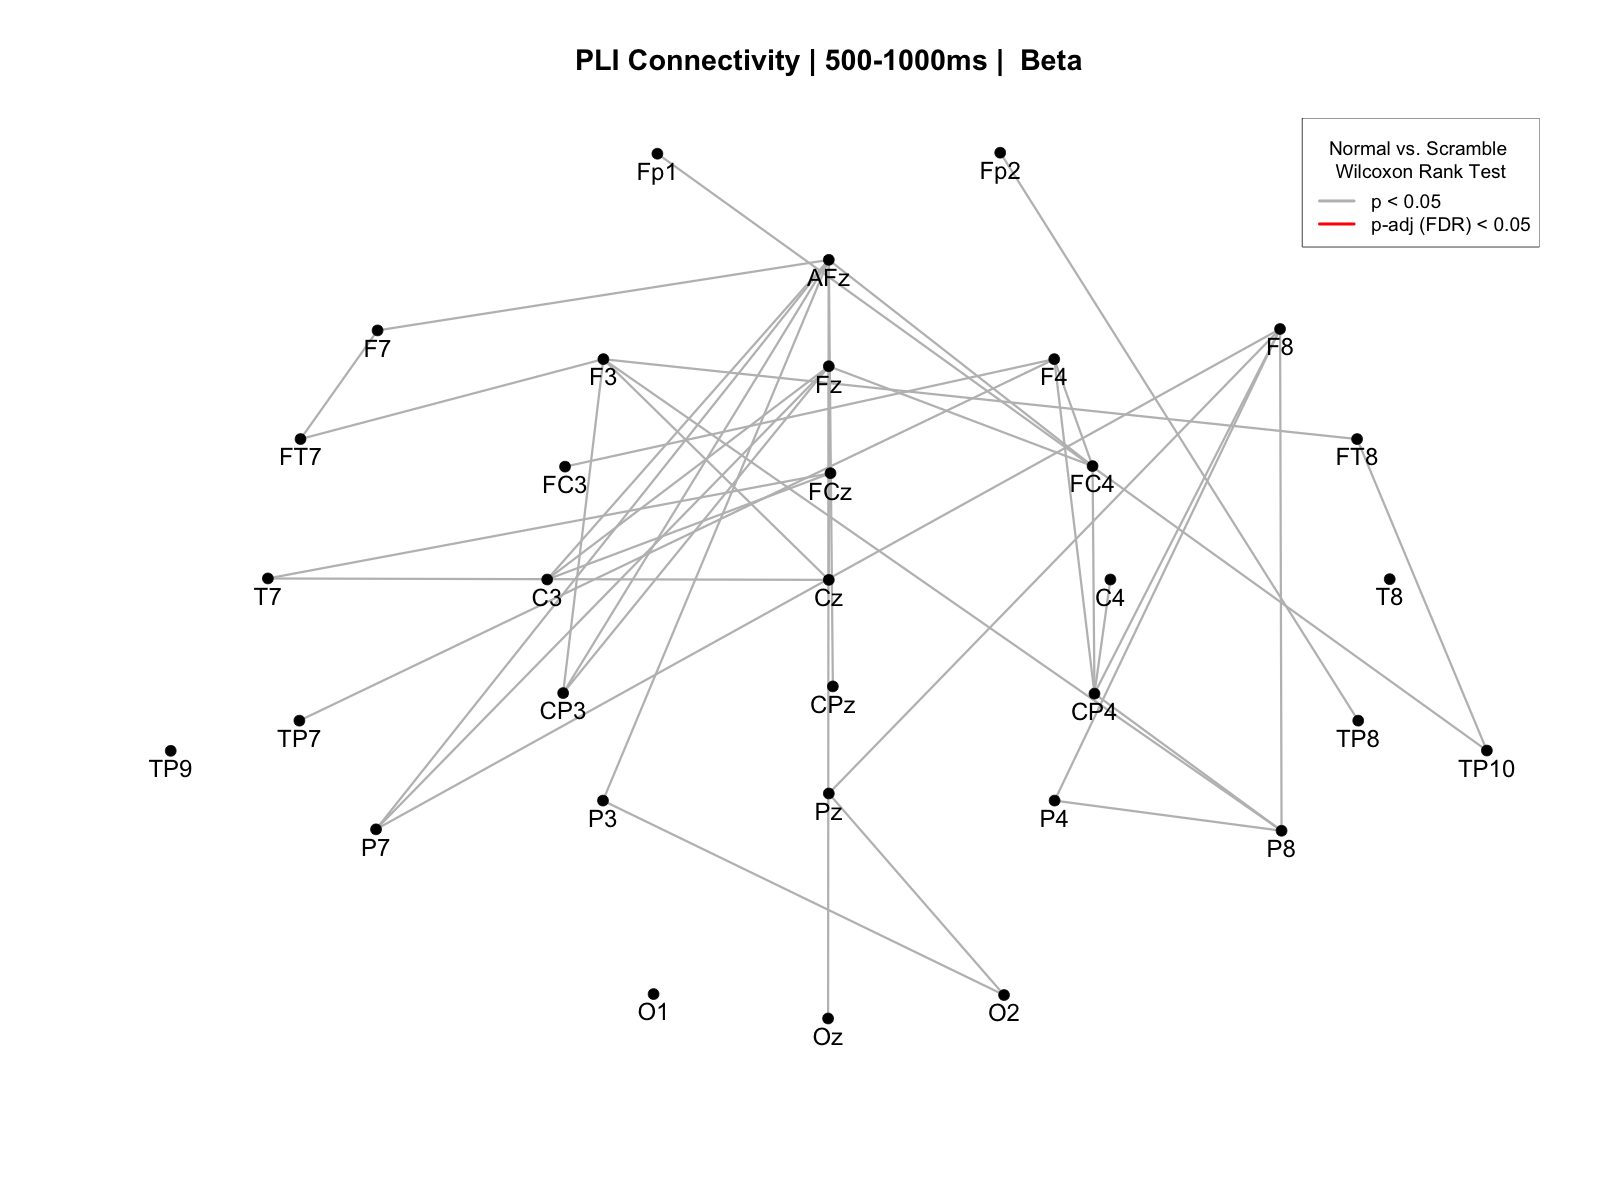 PLI Connectivity | 500-1000ms |  Beta
Normal vs. Scramble
Wilcoxon Rank Test
p < 0.05
p-adj (FDR) < 0.05
Fp1
Fp2
AFz
F7
F3
Fz
F4
F8
FT7
FC3
FCz
FC4
FT8
T7
C3
Cz
C4
T8
TP9
TP7
CP3
CPz
CP4
TP8
TP10
P7
P3
Pz
P4
P8
O1
Oz
O2